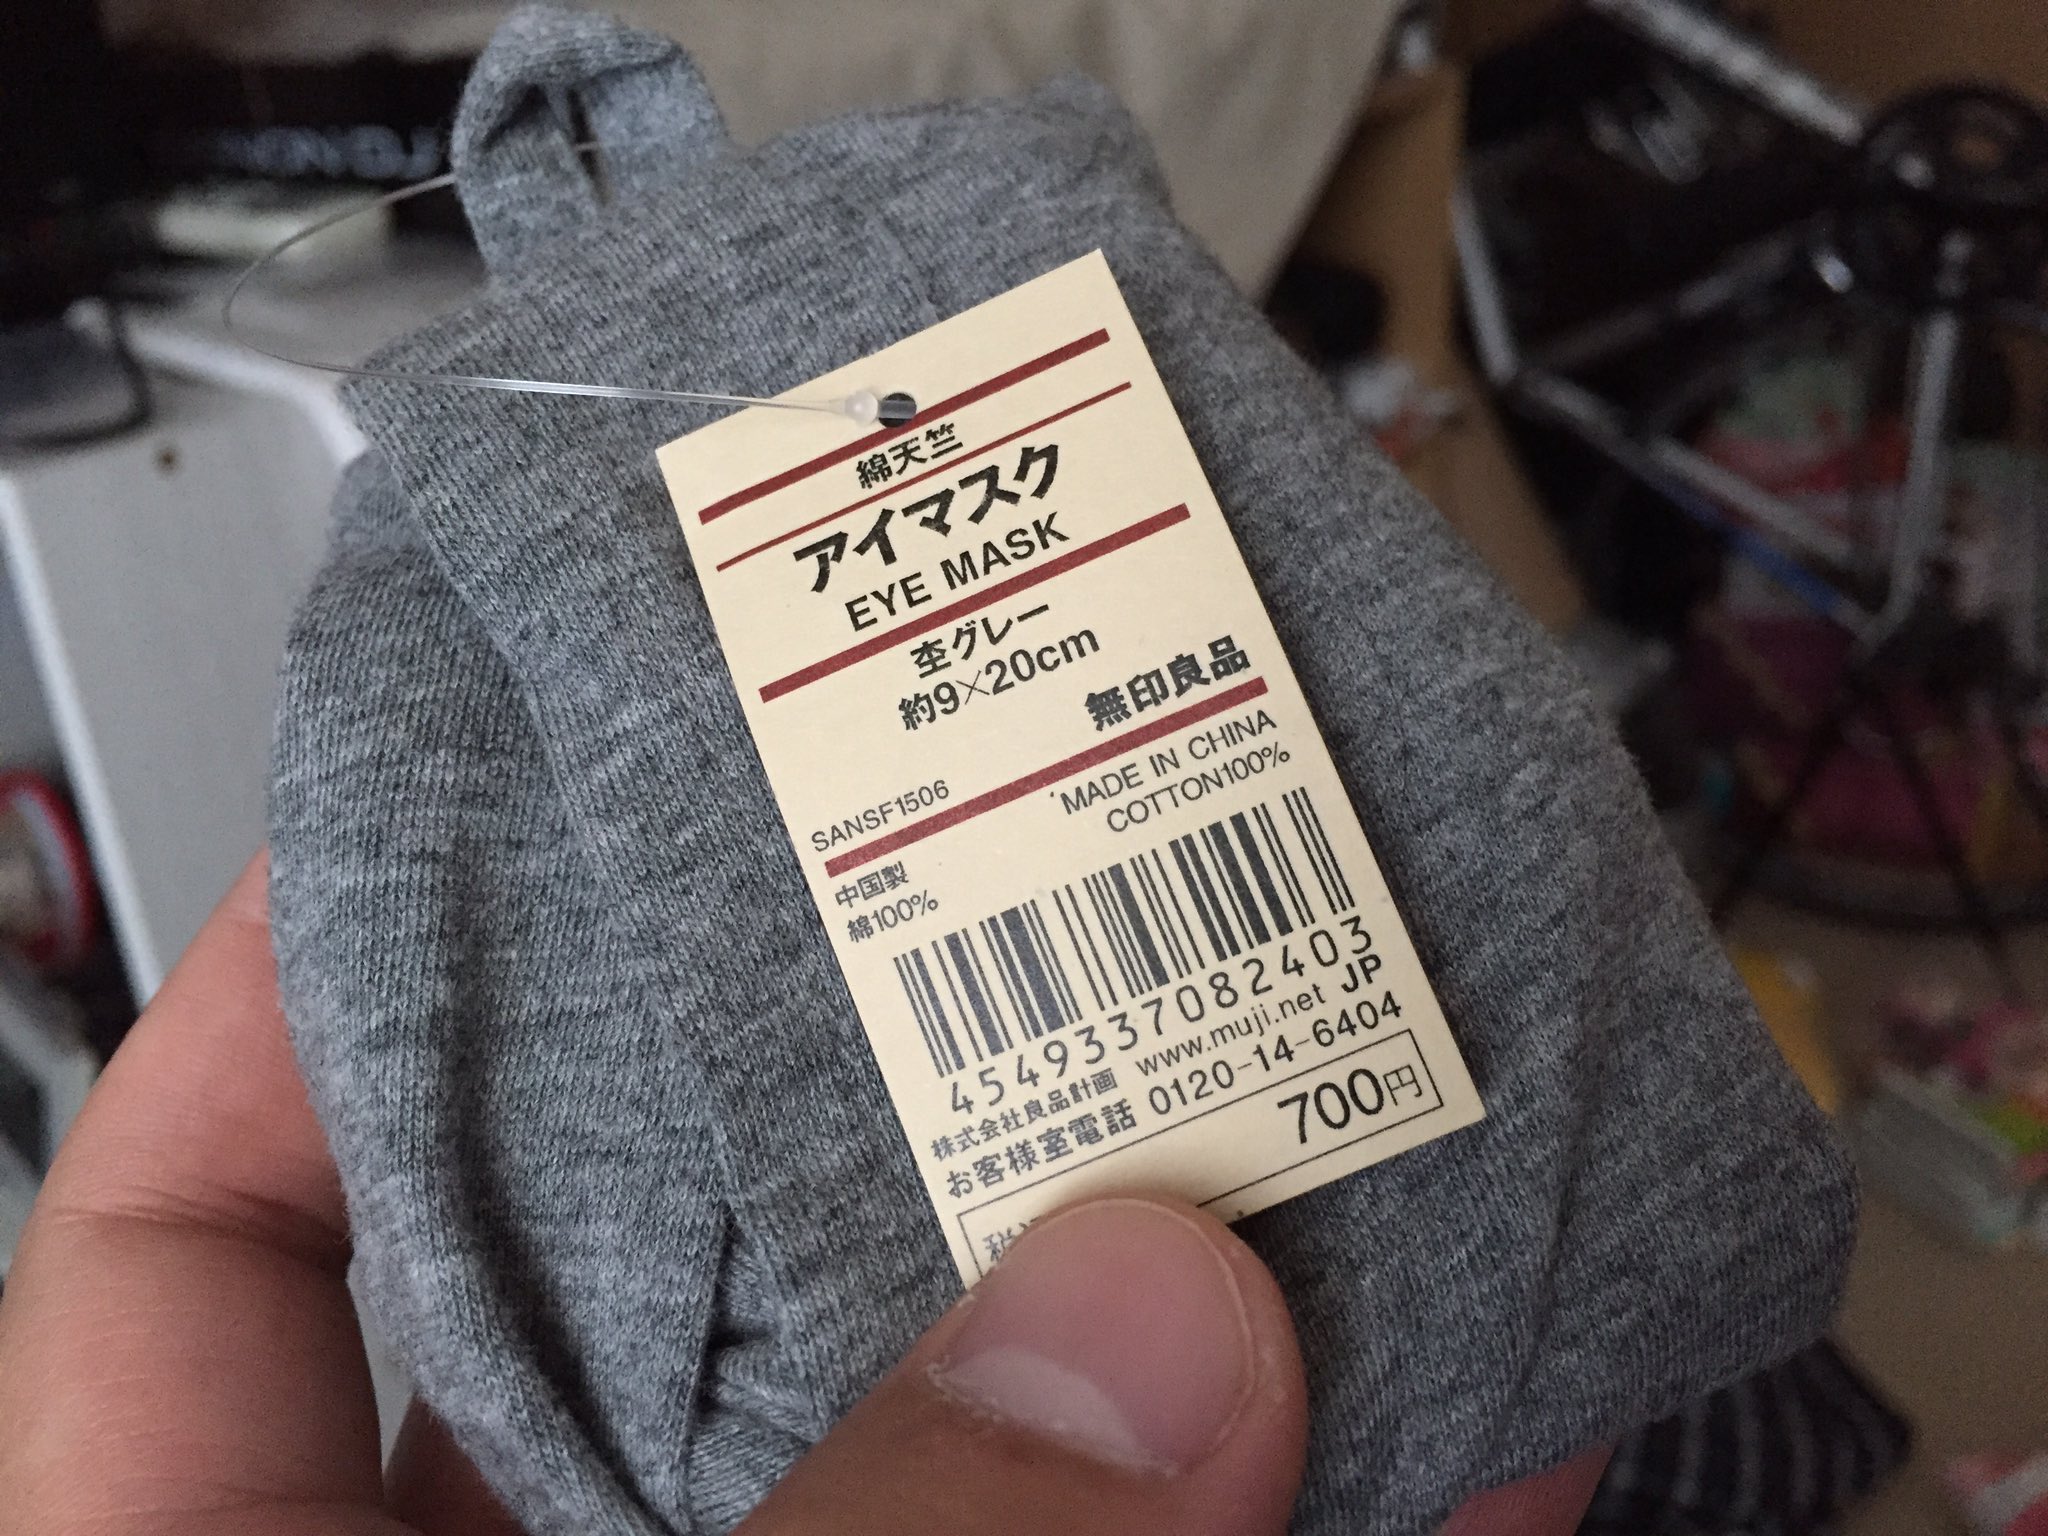 綿天竺
アイマスク
EYE MASK
杢グレー
約9×20cm
無印良品
SANSF1506
MADE IN CHINA
COTTON100%
中国製
綿100%
4549337082403
www.muji.net JP
株式会社良品計画
お客様室電話 0120-14-6404
700円